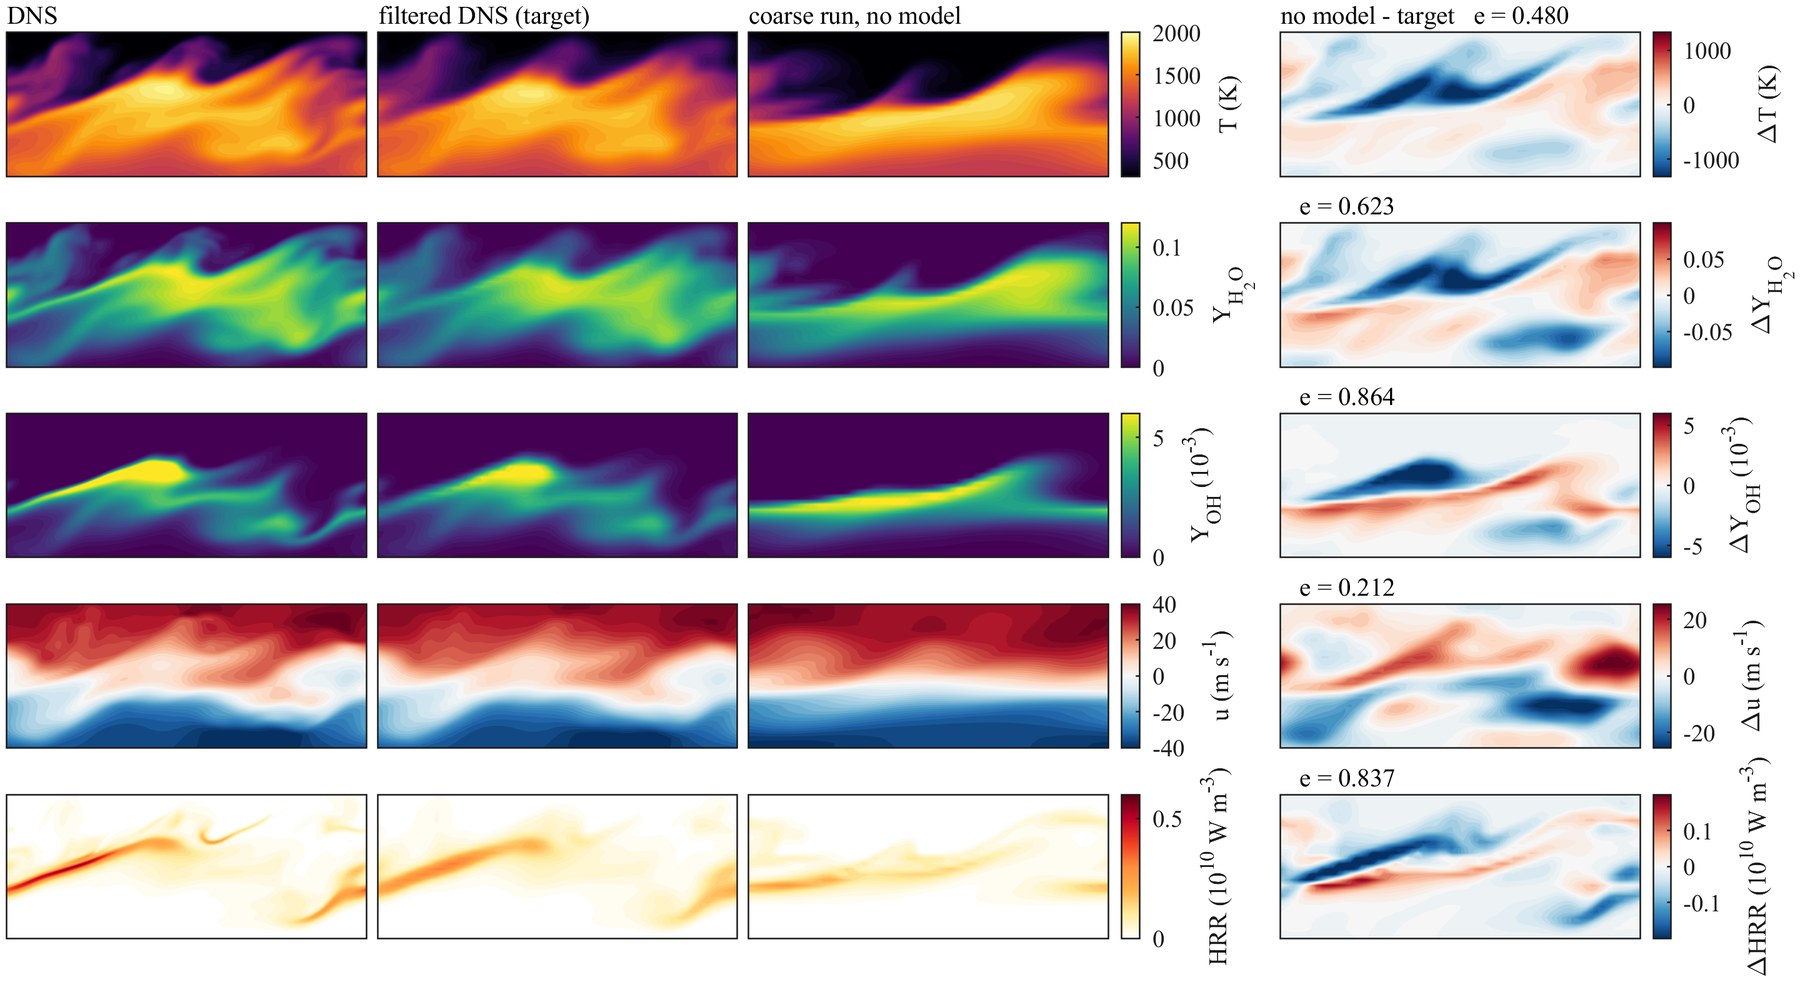 DNS
filtered DNS (target)
coarse run, no model
no model - target e = 0.480
2000
1500
1000
500
T (K)
1000
0
-1000
ΔT (K)
e = 0.623
0.1
0.05
0
Y_H2O
0.05
0
-0.05
ΔY_H2O
e = 0.864
5
0
Y_OH (10^-3)
5
0
-5
ΔY_OH (10^-3)
e = 0.212
40
20
0
-20
-40
u (m s^-1)
20
0
-20
Δu (m s^-1)
e = 0.837
0.5
0
HRR (10^10 W m^-3)
0.1
0
-0.1
ΔHRR (10^10 W m^-3)